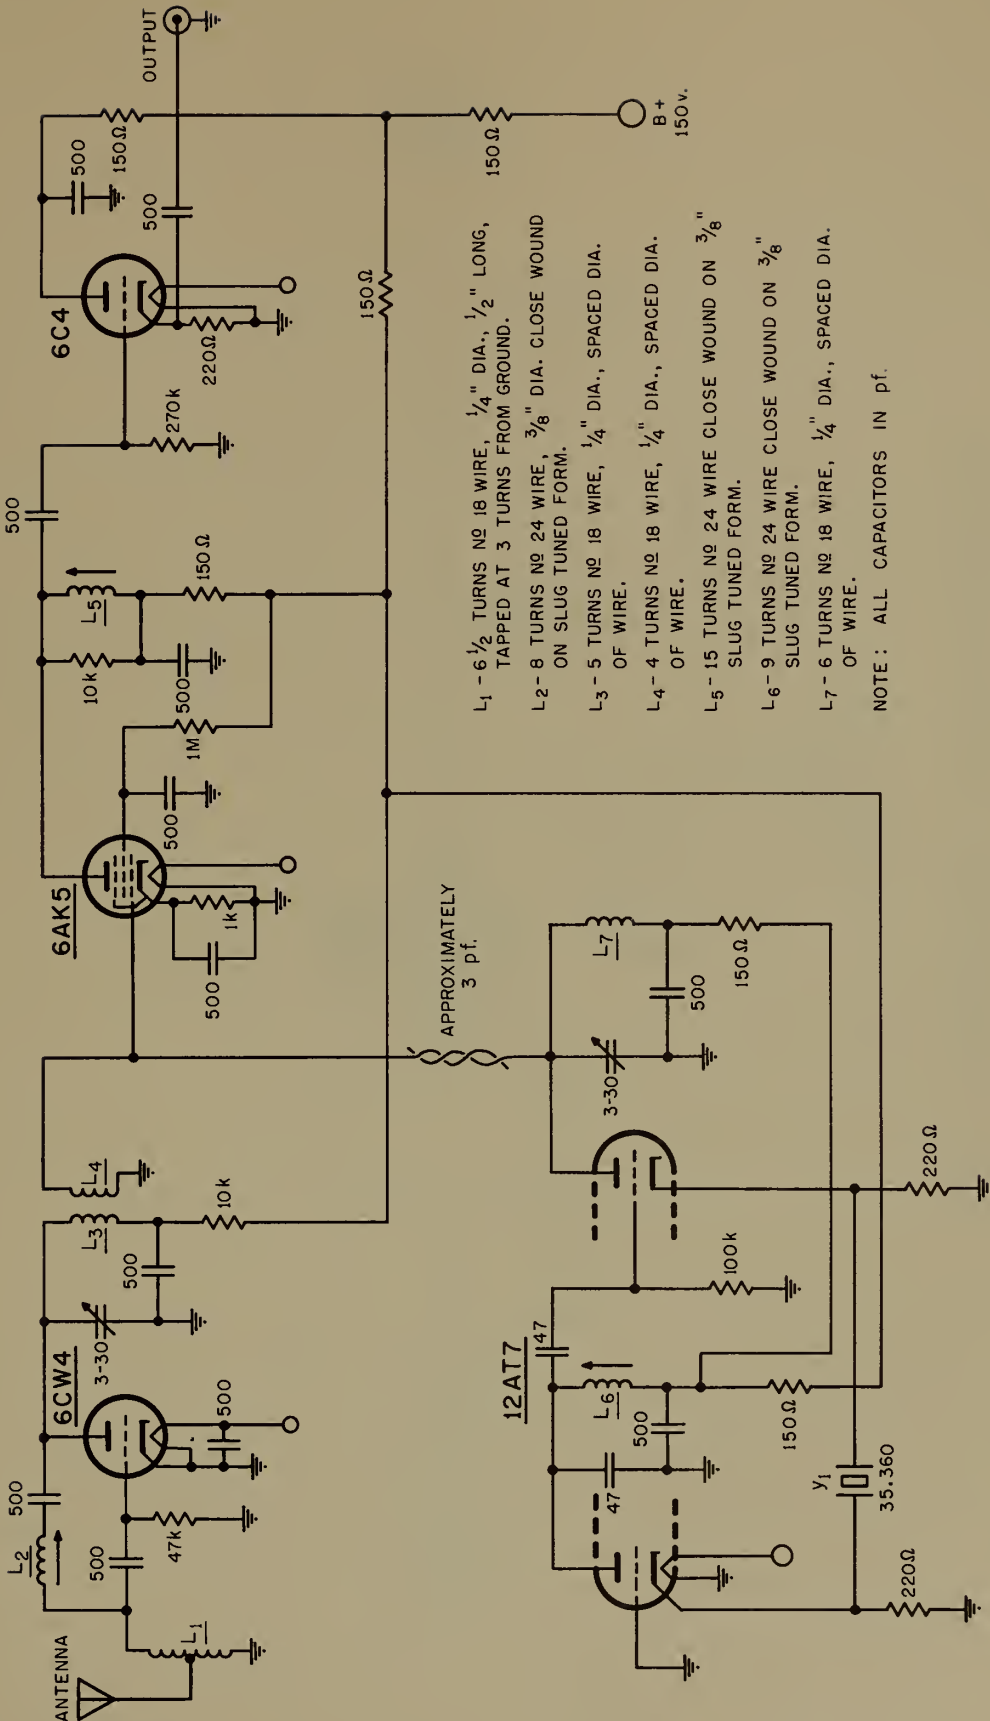 ANTENNA
L1
L2
500
500
47k
6CW4
500
3-30
500
L3
L4
10k
6AK5
500
1k
500
1M
10k
500
L5
150Ω
500
270k
6C4
220Ω
500
150Ω
500
OUTPUT
150Ω
150Ω
B+
150v.
APPROXIMATELY
3 pf.
12AT7
47
47
L6
500
150Ω
100k
3-30
L7
500
150Ω
220Ω
Y1
35.360
220Ω
L1 - 6 1/2 TURNS Nº 18 WIRE, 1/4" DIA., 1/2" LONG,
TAPPED AT 3 TURNS FROM GROUND.
L2 - 8 TURNS Nº 24 WIRE, 3/8" DIA. CLOSE WOUND
ON SLUG TUNED FORM.
L3 - 5 TURNS Nº 18 WIRE, 1/4" DIA., SPACED DIA.
OF WIRE.
L4 - 4 TURNS Nº 18 WIRE, 1/4" DIA., SPACED DIA.
OF WIRE.
L5 - 15 TURNS Nº 24 WIRE CLOSE WOUND ON 3/8"
SLUG TUNED FORM.
L6 - 9 TURNS Nº 24 WIRE CLOSE WOUND ON 3/8"
SLUG TUNED FORM.
L7 - 6 TURNS Nº 18 WIRE, 1/4" DIA., SPACED DIA.
OF WIRE.
NOTE: ALL CAPACITORS IN pf.